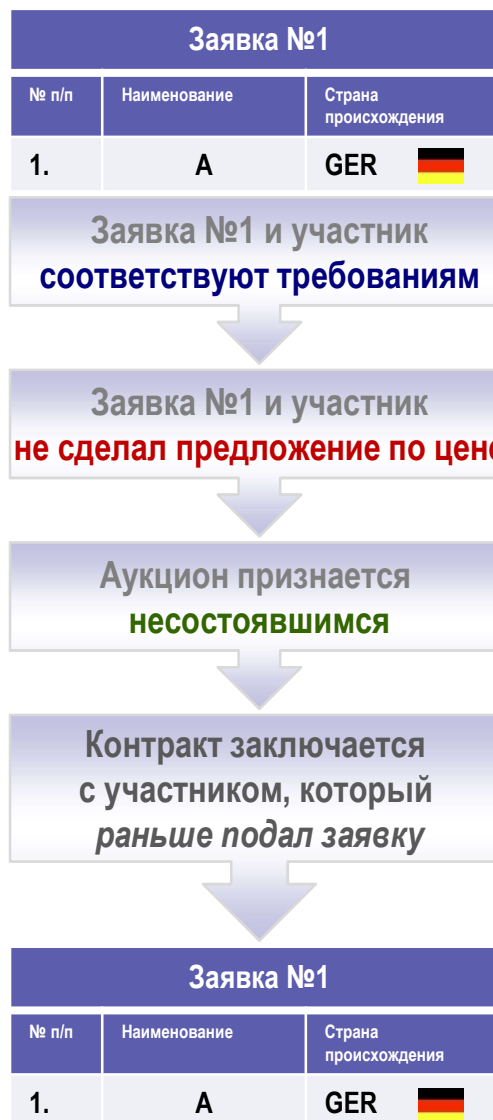 Заявка №1
№ п/п Наименование Страна
происхождения
1. А GER
Заявка №1 и участник
соответствуют требованиям
Заявка №1 и участник
не сделал предложение по цене
Аукцион признается
несостоявшимся
Контракт заключается
с участником, который
раньше подал заявку
Заявка №1
№ п/п Наименование Страна
происхождения
1. А GER